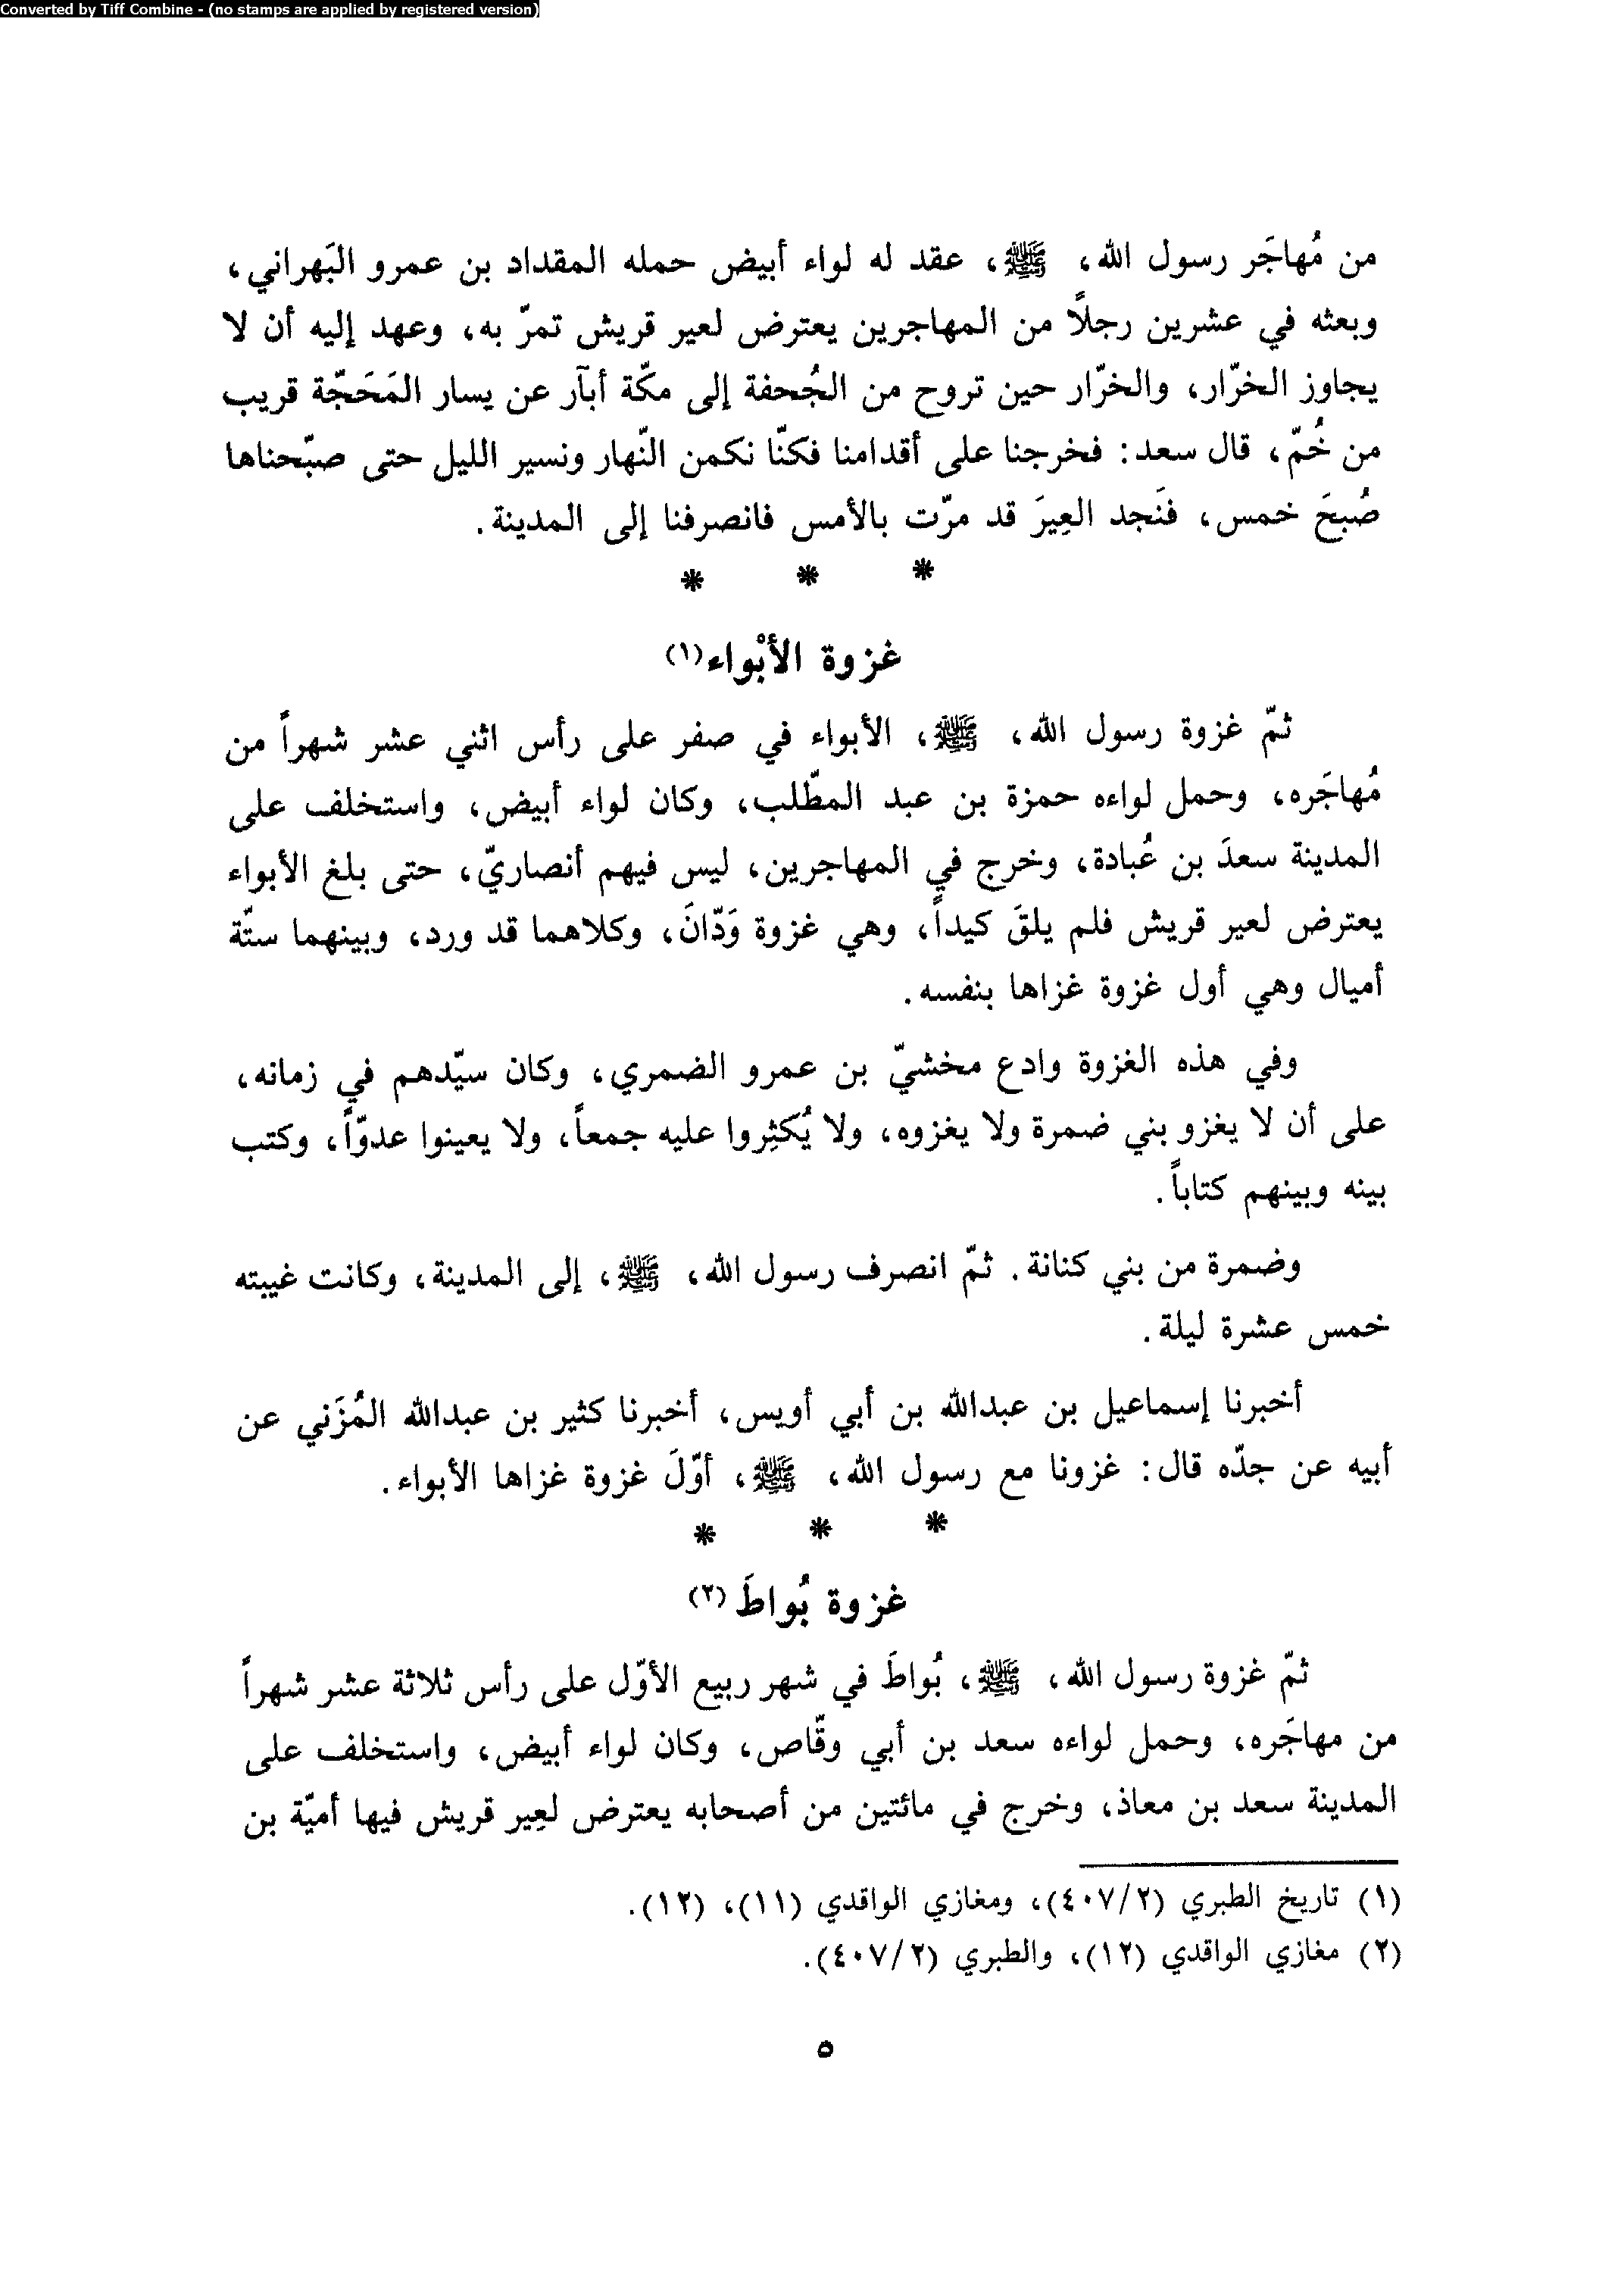 Converted by Tiff Combine - (no stamps are applied by registered version)
من مُهاجَر رسول الله، ﷺ، عقد له لواء أبيض حمله المقداد بن عمرو البَهراني،
وبعثه في عشرين رجلاً من المهاجرين يعترض لعير قريش تمرّ به، وعهد إليه أن لا
يجاوز الخرّار، والخرّار حين تروح من الجُحفة إلى مكّة أبآر عن يسار المَحَجّة قريب
من خُمّ، قال سعد: فخرجنا على أقدامنا فكنّا نكمن النّهار ونسير الليل حتى صبّحناها
صُبحَ خمس، فنَجد العِيرَ قد مرّت بالأمس فانصرفنا إلى المدينة.
* * *
غزوة الأبْواء(١)
ثمّ غزوة رسول الله، ﷺ، الأبواء في صفر على رأس اثني عشر شهراً من
مُهاجَره، وحمل لواءه حمزة بن عبد المطّلب، وكان لواء أبيض، واستخلف على
المدينة سعدَ بن عُبادة، وخرج في المهاجرين، ليس فيهم أنصاريّ، حتى بلغ الأبواء
يعترض لعير قريش فلم يلقَ كيداً، وهي غزوة وَدّانَ، وكلاهما قد ورد، وبينهما ستّة
أميال وهي أول غزوة غزاها بنفسه.
وفي هذه الغزوة وادع مخشيّ بن عمرو الضمري، وكان سيّدهم في زمانه،
على أن لا يغزو بني ضمرة ولا يغزوه، ولا يُكثِروا عليه جمعاً، ولا يعينوا عدوّاً، وكتب
بينه وبينهم كتاباً.
وضمرة من بني كنانة. ثمّ انصرف رسول الله، ﷺ، إلى المدينة، وكانت غيبته
خمس عشرة ليلة.
أخبرنا إسماعيل بن عبدالله بن أبي أويس، أخبرنا كثير بن عبدالله المُزَني عن
أبيه عن جدّه قال: غزونا مع رسول الله، ﷺ، أوّلَ غزوة غزاها الأبواء.
* * *
غزوة بُواطَ (٢)
ثمّ غزوة رسول الله، ﷺ، بُواطَ في شهر ربيع الأوّل على رأس ثلاثة عشر شهراً
من مهاجَره، وحمل لواءه سعد بن أبي وقّاص، وكان لواء أبيض، واستخلف على
المدينة سعد بن معاذ، وخرج في مائتين من أصحابه يعترض لعِير قريش فيها أميّة بن
(١) تاريخ الطبري (٤٠٧/٢)، ومغازي الواقدي (١١)، (١٢).
(٢) مغازي الواقدي (١٢)، والطبري (٤٠٧/٢).
٥